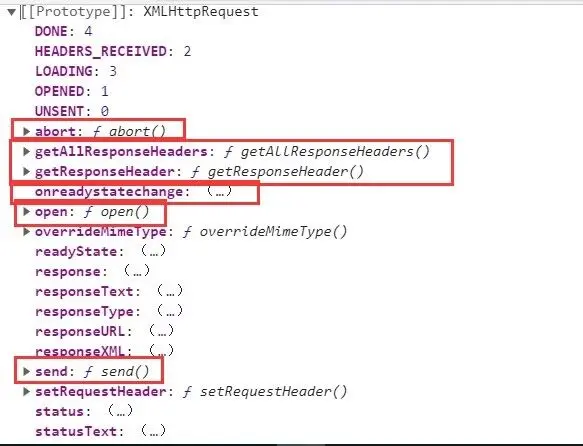 ▼[[Prototype]]: XMLHttpRequest
DONE: 4
HEADERS_RECEIVED: 2
LOADING: 3
OPENED: 1
UNSENT: 0
▶abort: ƒ abort()
▶getAllResponseHeaders: ƒ getAllResponseHeaders()
▶getResponseHeader: ƒ getResponseHeader()
onreadystatechange: (…)
▶open: ƒ open()
▶overrideMimeType: ƒ overrideMimeType()
readyState: (…)
response: (…)
responseText: (…)
responseType: (…)
responseURL: (…)
responseXML: (…)
▶send: ƒ send()
▶setRequestHeader: ƒ setRequestHeader()
status: (…)
statusText: (…)